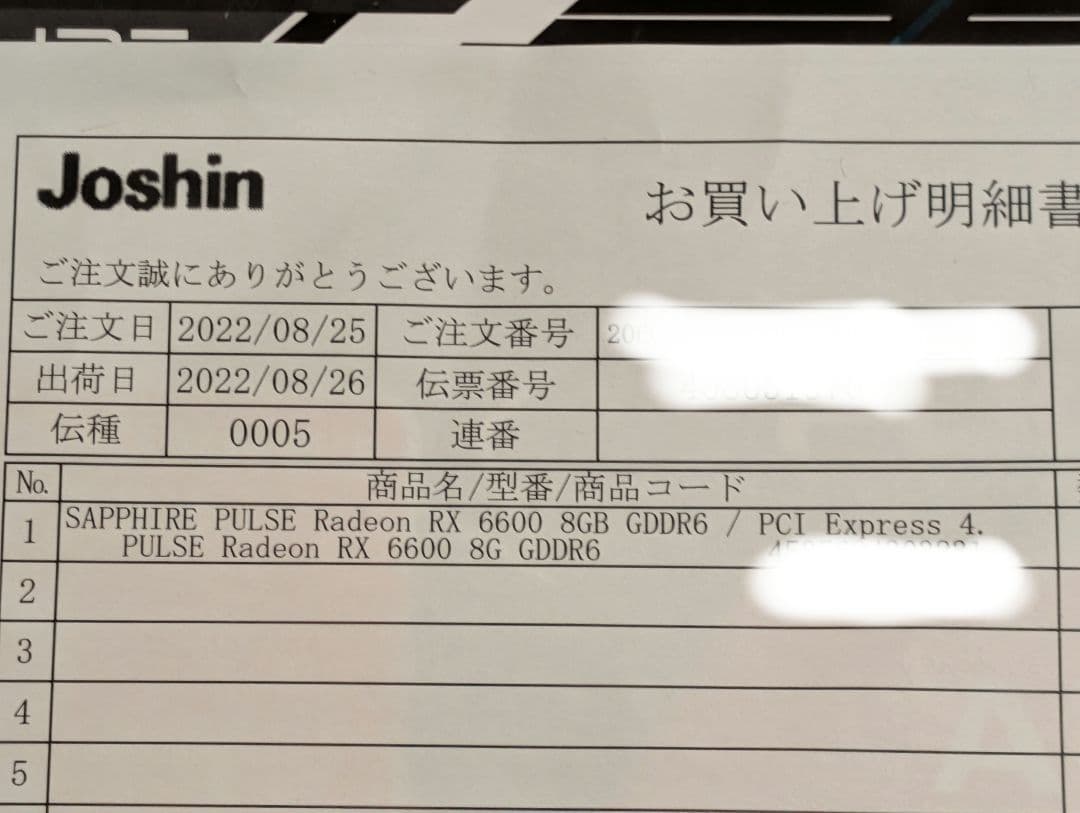 Joshin
お買い上げ明細書
ご注文誠にありがとうございます。
ご注文日 2022/08/25 ご注文番号
出荷日 2022/08/26 伝票番号
伝種 0005 連番
No. 商品名/型番/商品コード
1 SAPPHIRE PULSE Radeon RX 6600 8GB GDDR6 / PCI Express 4.
PULSE Radeon RX 6600 8G GDDR6
2
3
4
5